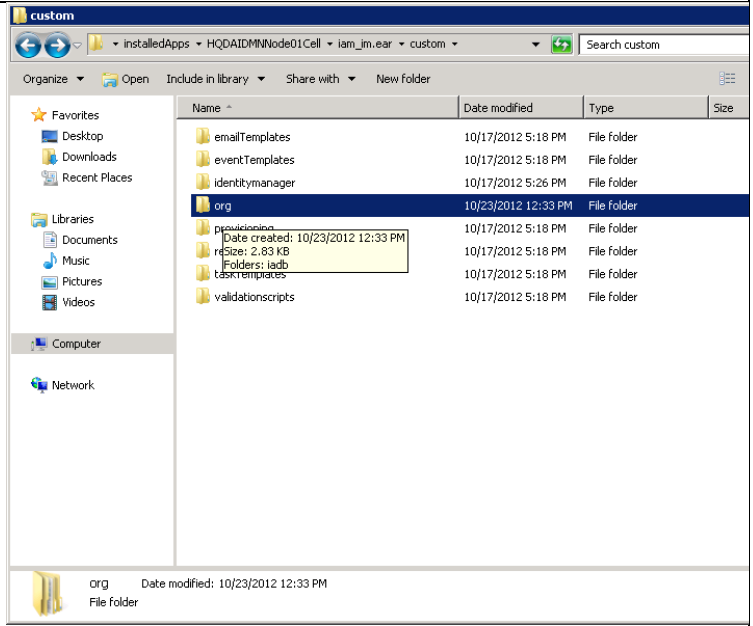 custom
installedApps HQDAIDMNNode01Cell iam_im.ear custom Search custom
Organize Open Include in library Share with New folder
Favorites
Desktop
Downloads
Recent Places
Libraries
Documents
Music
Pictures
Videos
Computer
Network
Name Date modified Type Size
emailTemplates 10/17/2012 5:18 PM File folder
eventTemplates 10/17/2012 5:18 PM File folder
identitymanager 10/17/2012 5:26 PM File folder
org 10/23/2012 12:33 PM File folder
provisioning 10/17/2012 5:18 PM File folder
10/17/2012 5:18 PM File folder
taskTemplates 10/17/2012 5:18 PM File folder
validationscripts 10/17/2012 5:18 PM File folder
Date created: 10/23/2012 12:33 PM
Size: 2.83 KB
Folders: iadb
org Date modified: 10/23/2012 12:33 PM
File folder